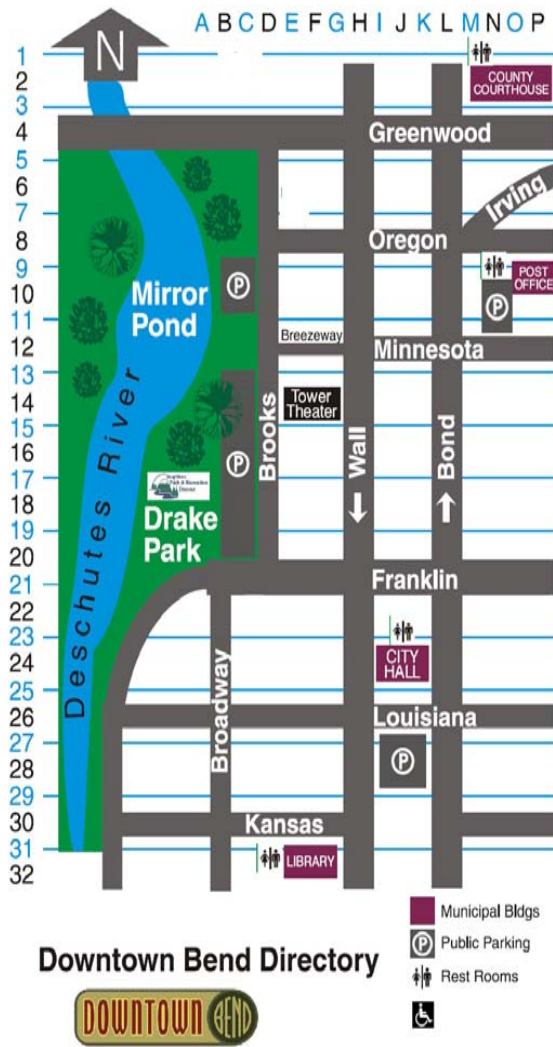 A B C D E F G H I J K L M N O P
N
1
2
3
4
5
6
7
8
9
10
11
12
13
14
15
16
17
18
19
20
21
22
23
24
25
26
27
28
29
30
31
32
COUNTY
COURTHOUSE
Greenwood
Irving
Oregon
P
POST
OFFICE
P
Mirror
Pond
Breezeway
Minnesota
Tower
Theater
Brooks
Wall
Bond
P
Drake
Park
Deschutes River
Franklin
CITY
HALL
Broadway
Louisiana
P
Kansas
LIBRARY
Municipal Bldgs
P
Public Parking
Rest Rooms
Downtown Bend Directory
DOWNTOWN BEND